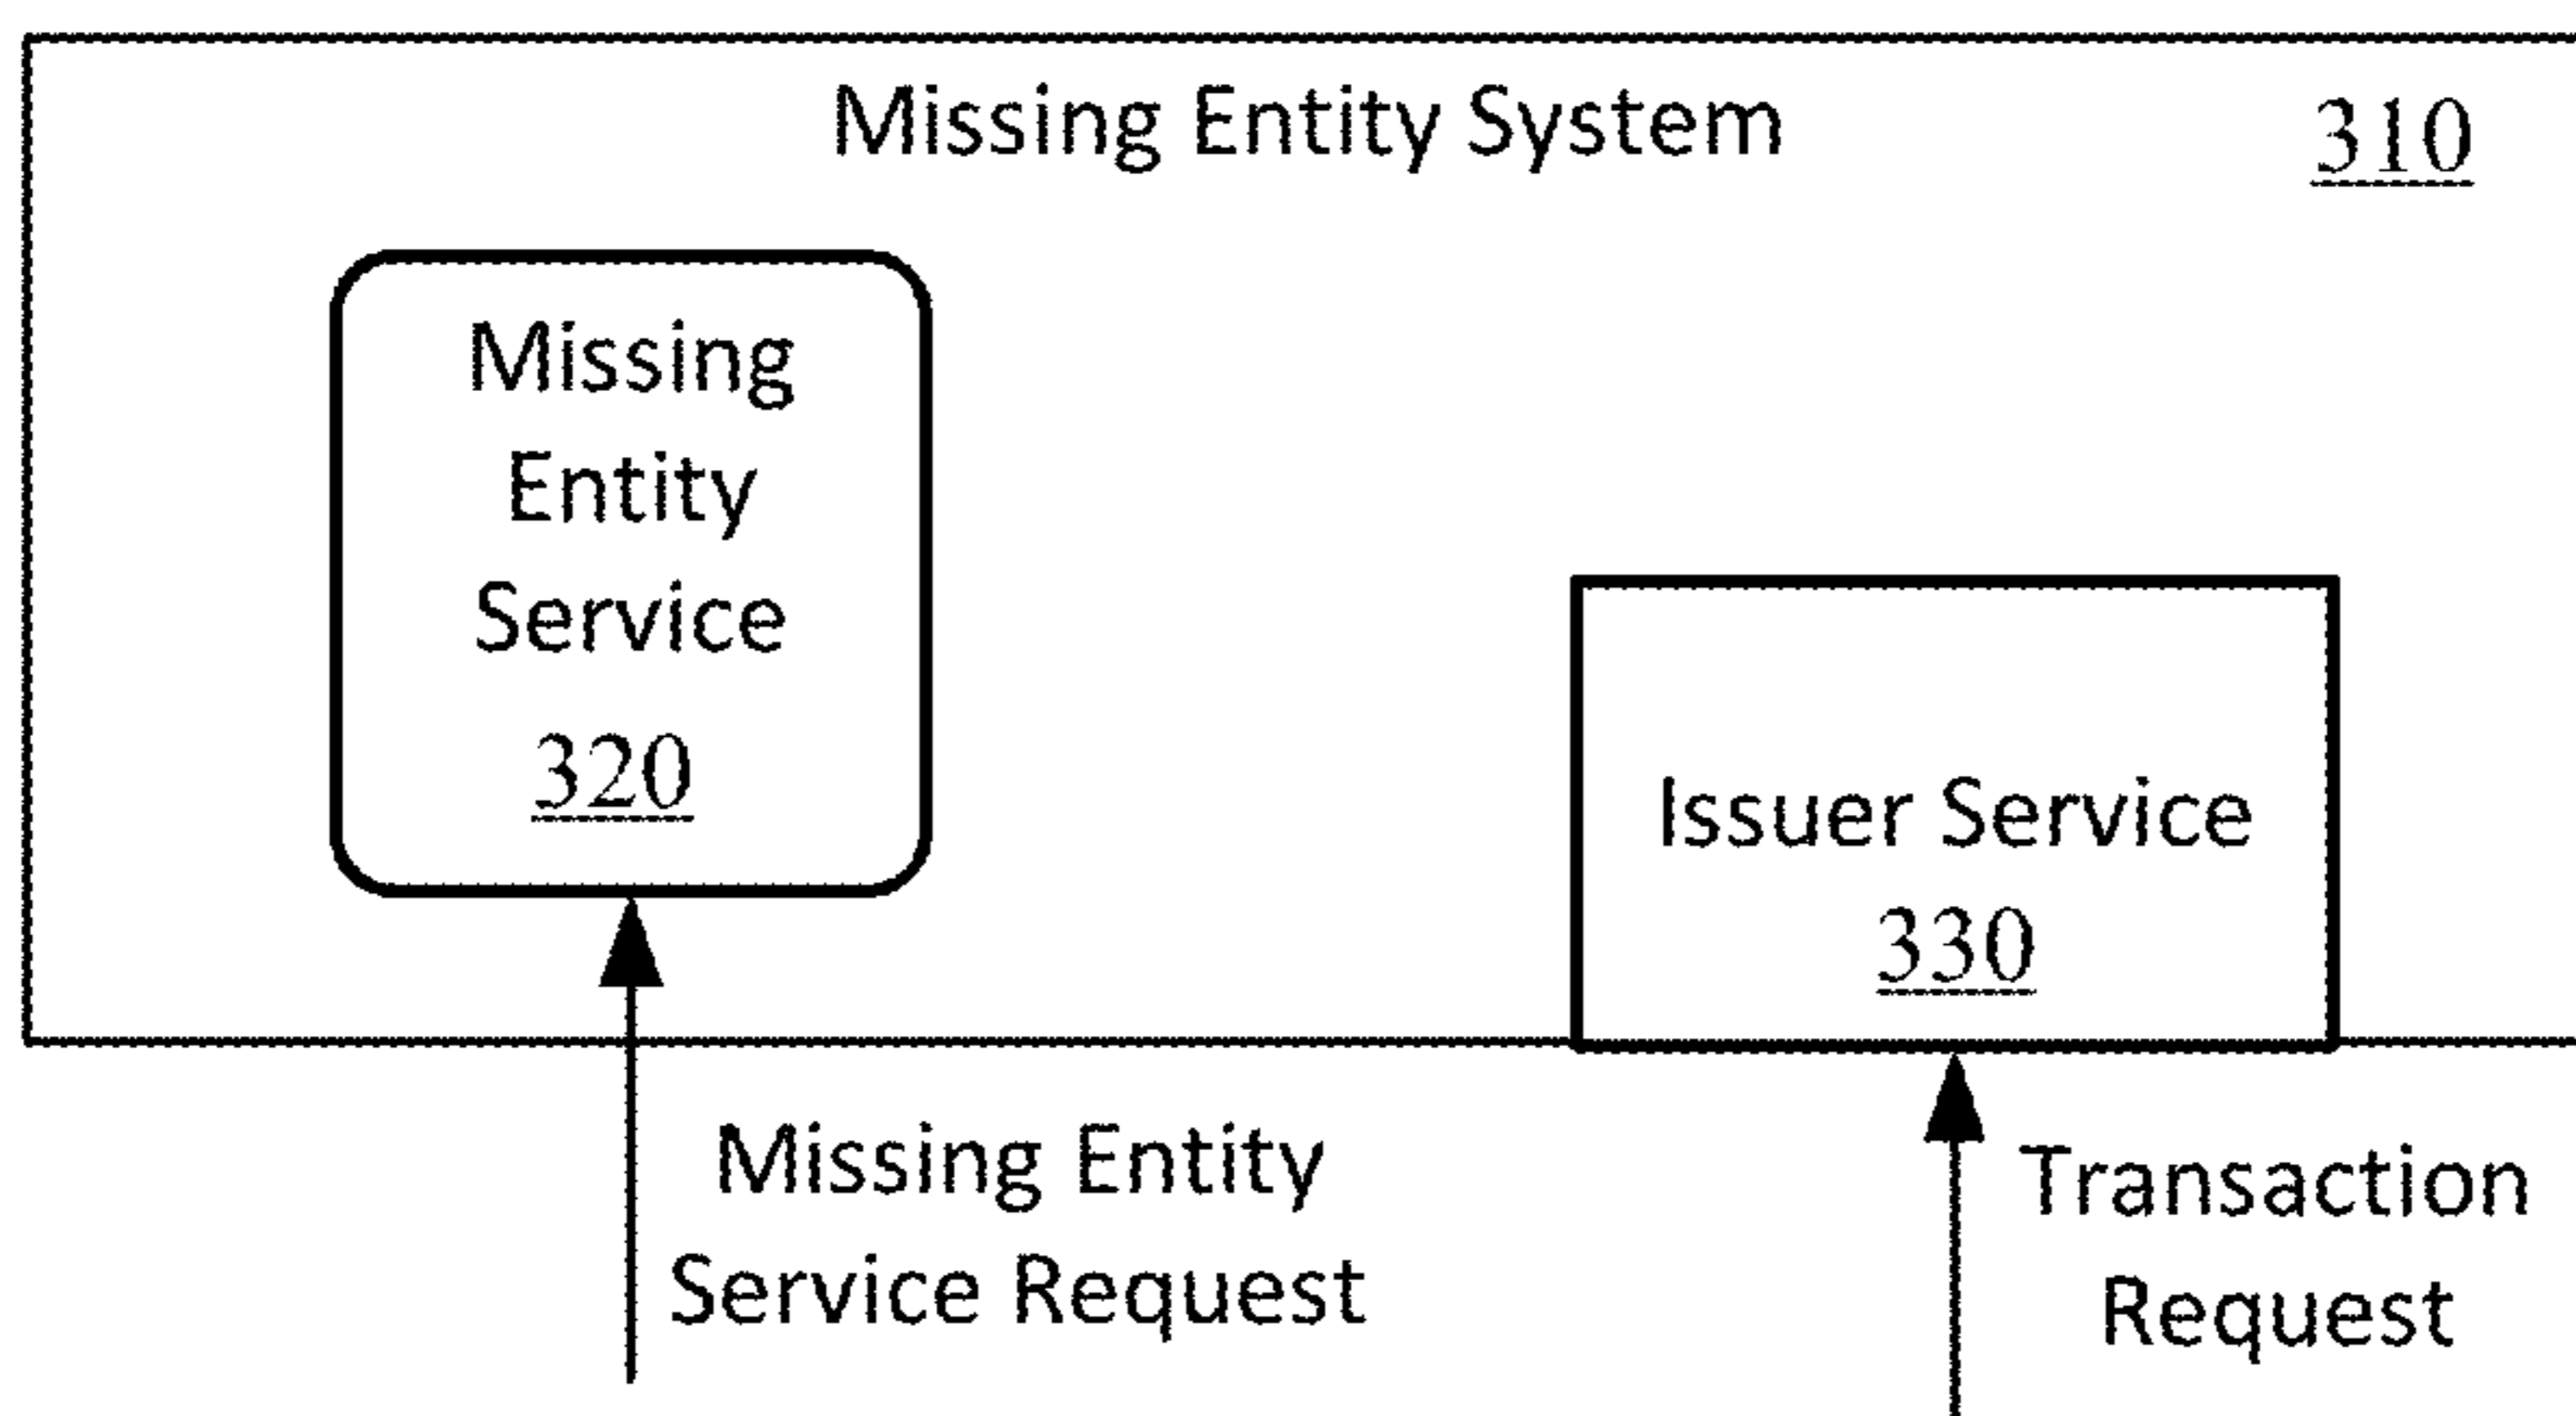 Missing Entity System
310
Missing
Entity
Service
320
Issuer Service
330
Missing Entity
Service Request
Transaction
Request